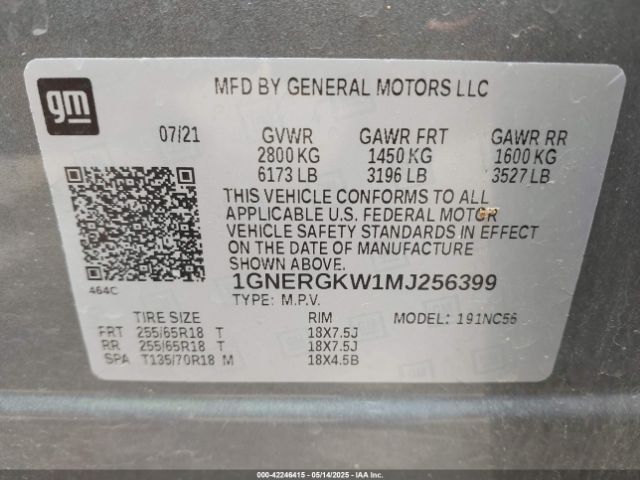 gm
MFD BY GENERAL MOTORS LLC
07/21 GVWR GAWR FRT GAWR RR
2800 KG 1450 KG 1600 KG
6173 LB 3196 LB 3527 LB
THIS VEHICLE CONFORMS TO ALL
APPLICABLE U.S. FEDERAL MOTOR
VEHICLE SAFETY STANDARDS IN EFFECT
ON THE DATE OF MANUFACTURE
SHOWN ABOVE.
464C
1GNERGKW1MJ256399
TYPE: M.P.V.
TIRE SIZE RIM MODEL: 191NC56
FRT 255/65R18 T 18X7.5J
RR 255/65R18 T 18X7.5J
SPA T135/70R18 M 18X4.5B
000-42246415 - 05/14/2025 - IAAI.COM